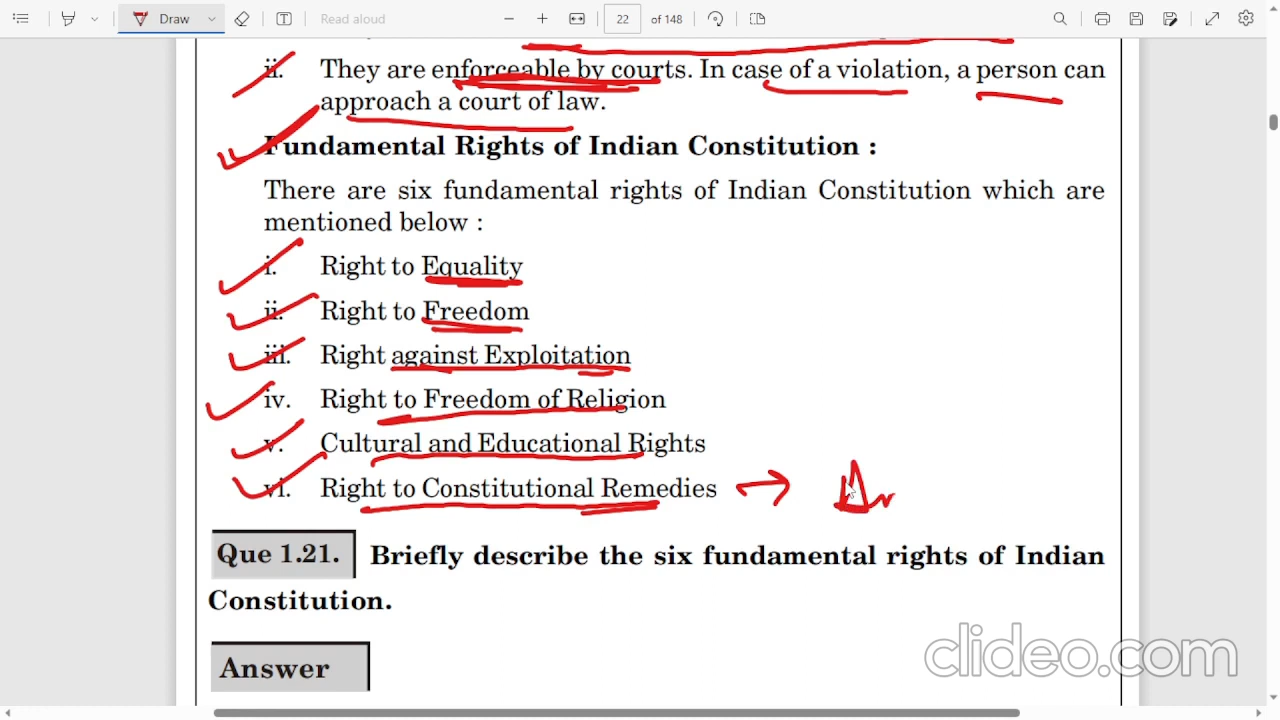 Draw
Read aloud
22 of 148
ii. They are enforceable by courts. In case of a violation, a person can
approach a court of law.
Fundamental Rights of Indian Constitution :
There are six fundamental rights of Indian Constitution which are
mentioned below :
i. Right to Equality
ii. Right to Freedom
iii. Right against Exploitation
iv. Right to Freedom of Religion
v. Cultural and Educational Rights
vi. Right to Constitutional Remedies
Que 1.21. Briefly describe the six fundamental rights of Indian
Constitution.
Answer
clideo.com